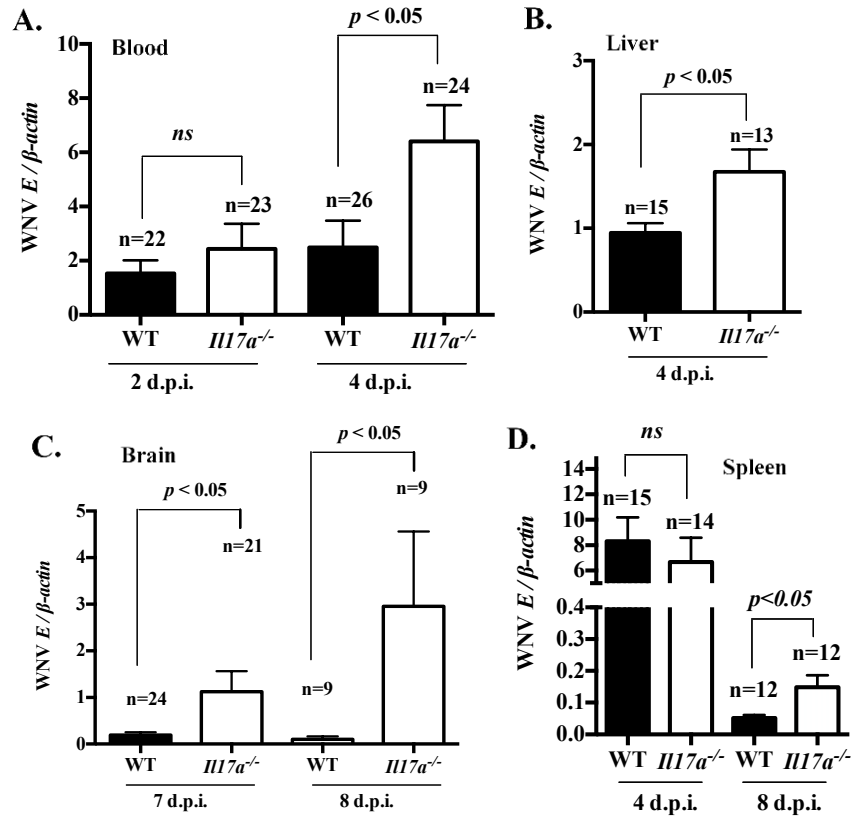 A.
Blood
p < 0.05
ns
n=22
n=23
n=26
n=24
WNV E / β-actin
10
8
6
4
2
0
WT
Il17a-/-
WT
Il17a-/-
2 d.p.i.
4 d.p.i.
B.
Liver
p < 0.05
n=15
n=13
WNV E / β-actin
3
2
1
0
WT
Il17a-/-
4 d.p.i.
C.
Brain
p < 0.05
p < 0.05
n=24
n=21
n=9
n=9
WNV E / β-actin
5
4
3
2
1
0
WT
Il17a-/-
WT
Il17a-/-
7 d.p.i.
8 d.p.i.
D.
Spleen
ns
n=15
n=14
p<0.05
n=12
n=12
WNV E / β-actin
14
12
10
8
6
0.4
0.3
0.2
0.1
0.0
WT
Il17a-/-
WT
Il17a-/-
4 d.p.i.
8 d.p.i.